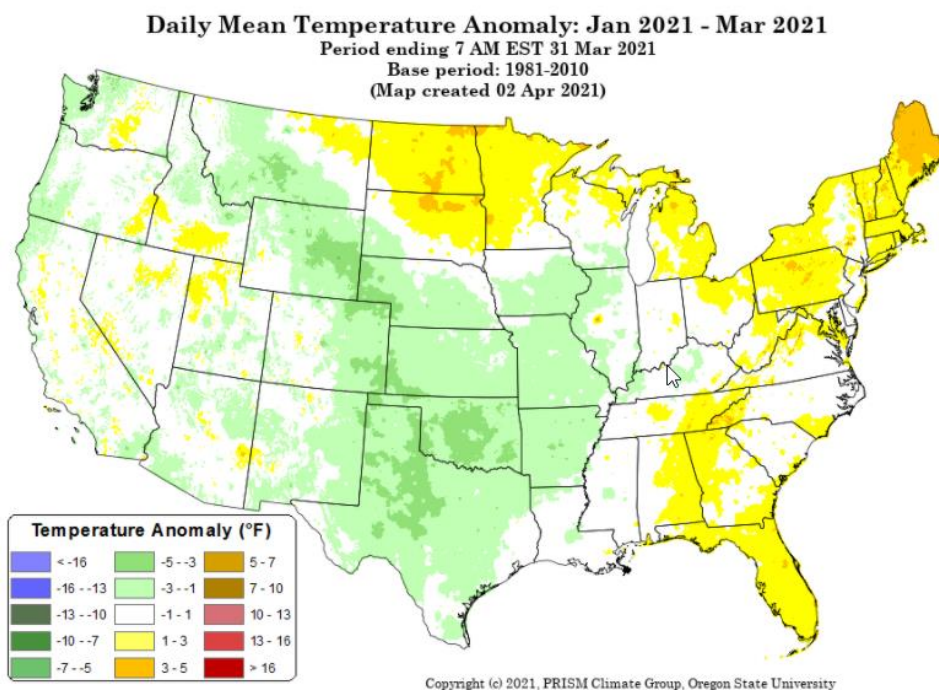 Daily Mean Temperature Anomaly: Jan 2021 - Mar 2021
Period ending 7 AM EST 31 Mar 2021
Base period: 1981-2010
(Map created 02 Apr 2021)
Temperature Anomaly (°F)
< -16
-16 - -13
-13 - -10
-10 - -7
-7 - -5
-5 - -3
-3 - -1
-1 - 1
1 - 3
3 - 5
5 - 7
7 - 10
10 - 13
13 - 16
> 16
Copyright (c) 2021, PRISM Climate Group, Oregon State University